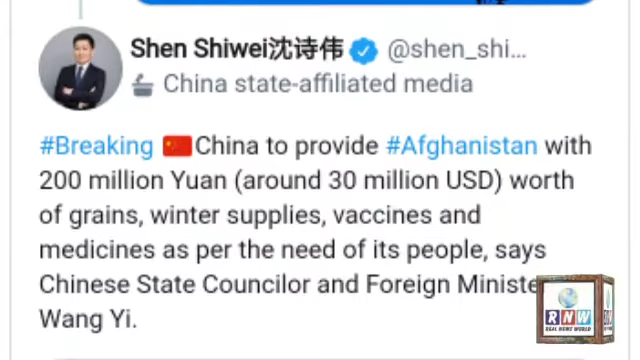 Shen Shiwei沈诗伟 @shen_shi...
China state-affiliated media
#Breaking 🇨🇳China to provide #Afghanistan with
200 million Yuan (around 30 million USD) worth
of grains, winter supplies, vaccines and
medicines as per the need of its people, says
Chinese State Councilor and Foreign Ministe
Wang Yi.
RNW
REAL NEWS WORLD